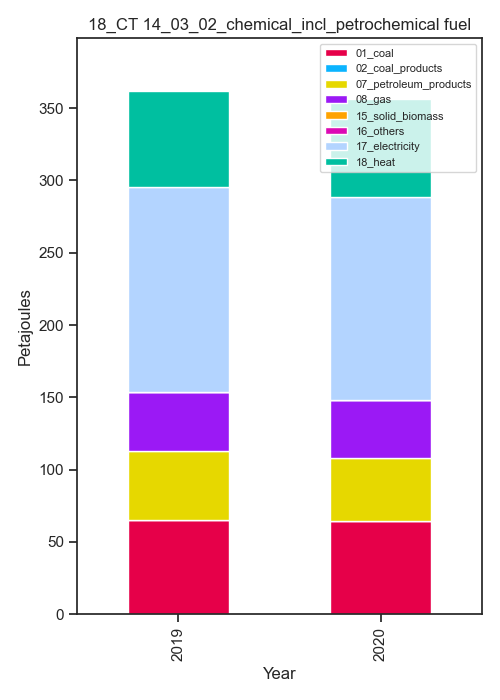 18_CT 14_03_02_chemical_incl_petrochemical fuel
01_coal
02_coal_products
07_petroleum_products
08_gas
15_solid_biomass
16_others
17_electricity
18_heat
350
300
250
200
150
100
50
0
Petajoules
2019
2020
Year